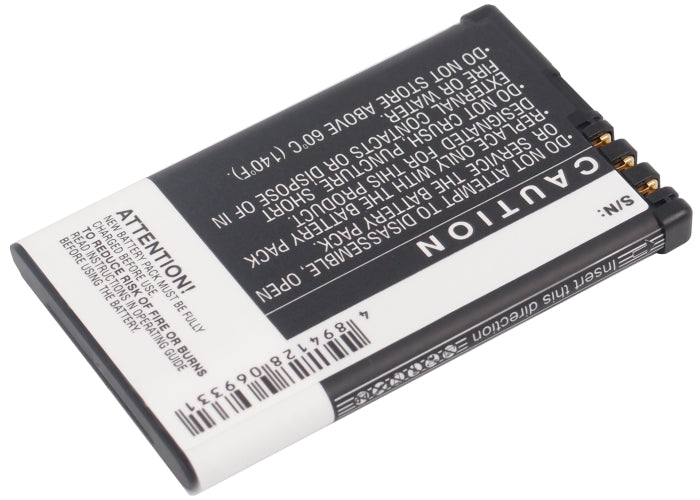 S/N:
CAUTION
•DO NOT ATTEMPT TO DISASSEMBLE, OPEN
OR SERVICE THE BATTERY PACK.
•REPLACE ONLY WITH THE BATTERY PACK
DESIGNATED FOR THIS PRODUCT.
•DO NOT CRUSH, PUNCTURE, SHORT
EXTERNAL CONTACTS OR DISPOSE OF IN
FIRE OR WATER.
•DO NOT STORE ABOVE 60°C (140°F).
ATTENTION!
NEW BATTERY PACK MUST BE FULLY
CHARGED BEFORE USE.
TO REDUCE RISK OF FIRE OR BURNS
READ INSTRUCTIONS IN OPERATING GUIDE
BEFORE USING THE BATTERY.
4894128069331
Insert this direction